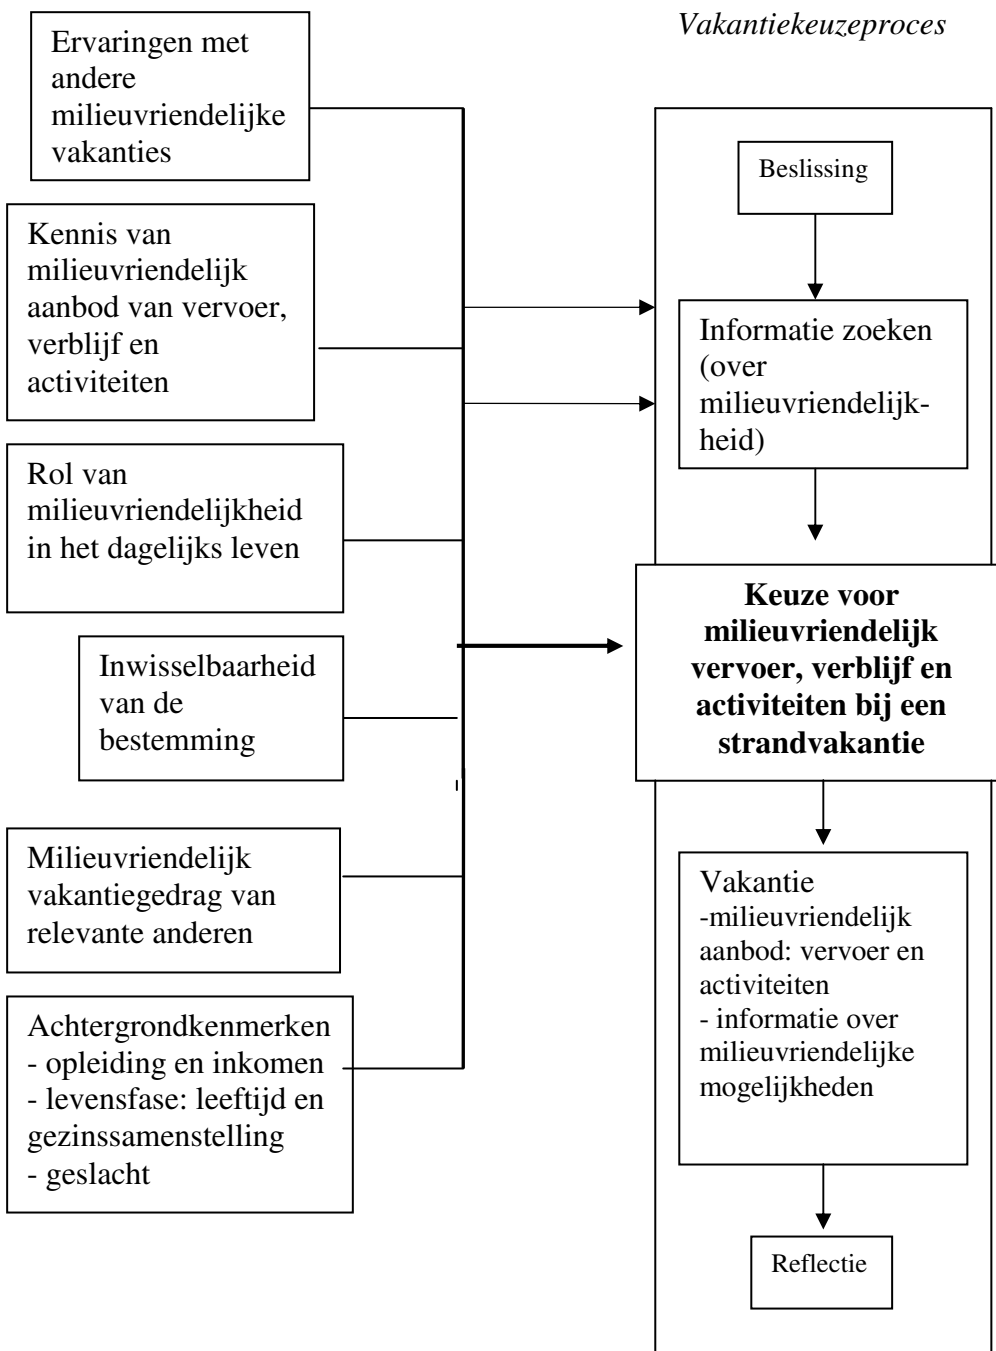 Vakantiekeuzeproces
Ervaringen met
andere
milieuvriendelijke
vakanties
Kennis van
milieuvriendelijk
aanbod van vervoer,
verblijf en
activiteiten
Rol van
milieuvriendelijkheid
in het dagelijks leven
Inwisselbaarheid
van de
bestemming
Milieuvriendelijk
vakantiegedrag van
relevante anderen
Achtergrondkenmerken
- opleiding en inkomen
- levensfase: leeftijd en
gezinssamenstelling
- geslacht
Beslissing
Informatie zoeken
(over
milieuvriendelijk-
heid)
Keuze voor
milieuvriendelijk
vervoer, verblijf en
activiteiten bij een
strandvakantie
Vakantie
-milieuvriendelijk
aanbod: vervoer en
activiteiten
- informatie over
milieuvriendelijke
mogelijkheden
Reflectie